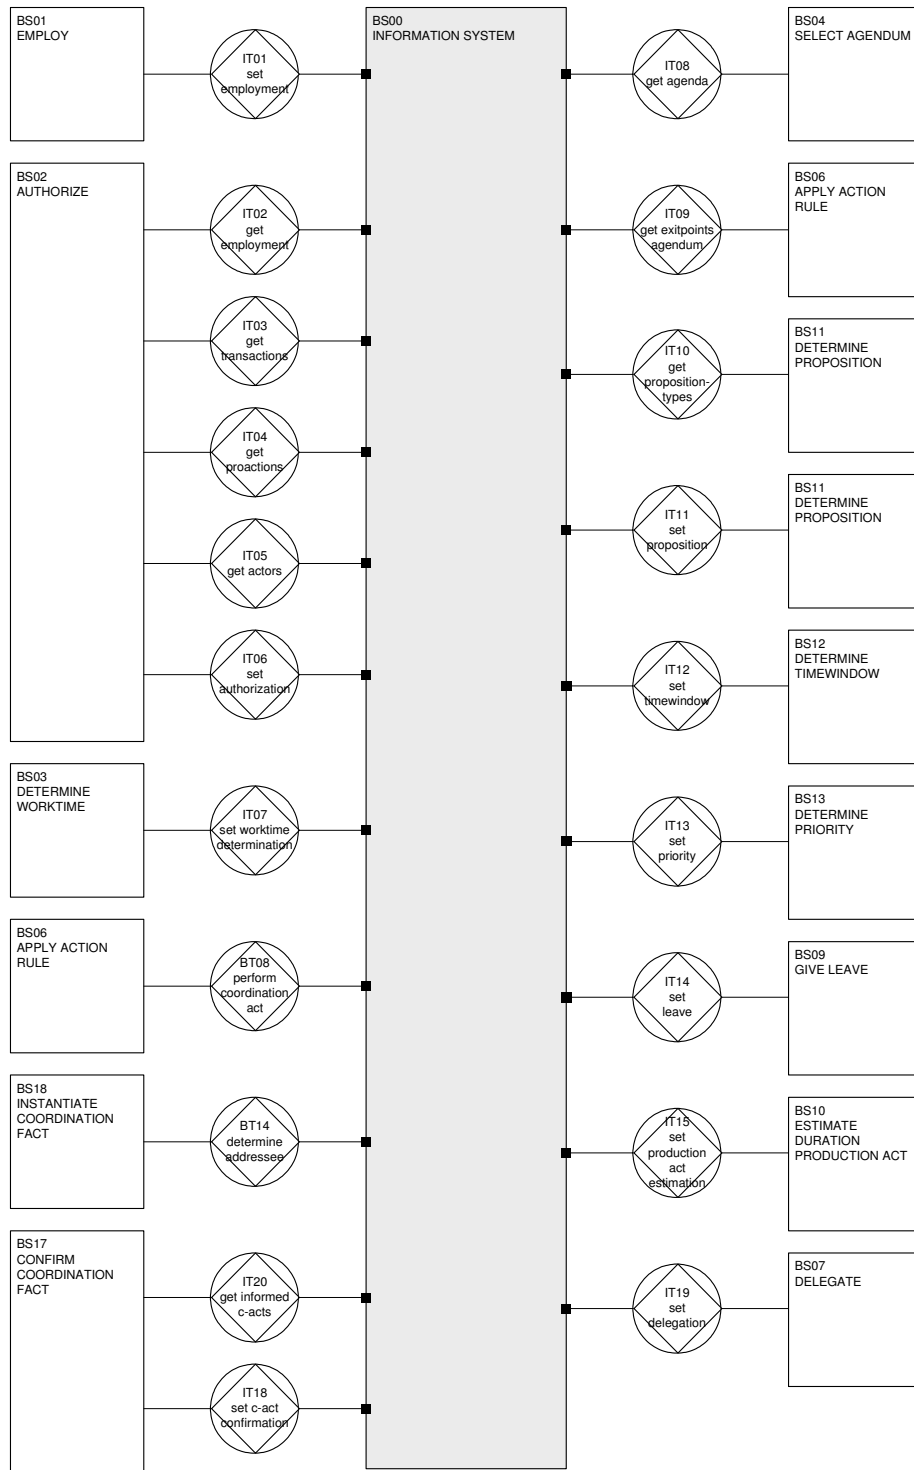 BS01
EMPLOY
IT01
set
employment
BS02
AUTHORIZE
IT02
get
employment
IT03
get
transactions
IT04
get
proactions
IT05
get actors
IT06
set
authorization
BS03
DETERMINE
WORKTIME
IT07
set worktime
determination
BS06
APPLY ACTION
RULE
BT08
perform
coordination
act
BS18
INSTANTIATE
COORDINATION
FACT
BT14
determine
addressee
BS17
CONFIRM
COORDINATION
FACT
IT20
get informed
c-acts
IT18
set c-act
confirmation
BS00
INFORMATION SYSTEM
IT08
get agenda
BS04
SELECT AGENDUM
IT09
get exitpoints
agendum
BS06
APPLY ACTION
RULE
IT10
get
proposition-
types
BS11
DETERMINE
PROPOSITION
IT11
set
proposition
BS11
DETERMINE
PROPOSITION
IT12
set
timewindow
BS12
DETERMINE
TIMEWINDOW
IT13
set
priority
BS13
DETERMINE
PRIORITY
IT14
set
leave
BS09
GIVE LEAVE
IT15
set
production
act
estimation
BS10
ESTIMATE
DURATION
PRODUCTION ACT
IT19
set
delegation
BS07
DELEGATE